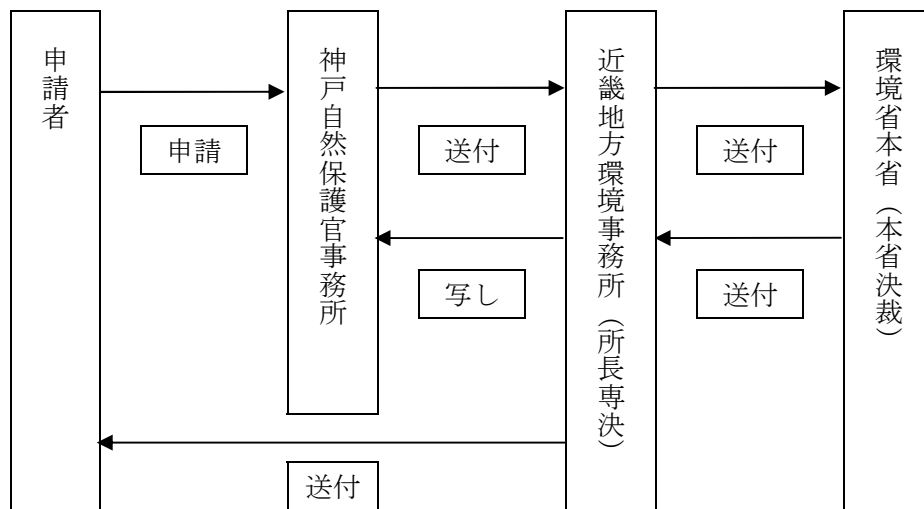 申請者
申請
神戸自然保護官事務所
送付
写し
近畿地方環境事務所（所長専決）
送付
送付
環境省本省（本省決裁）
送付